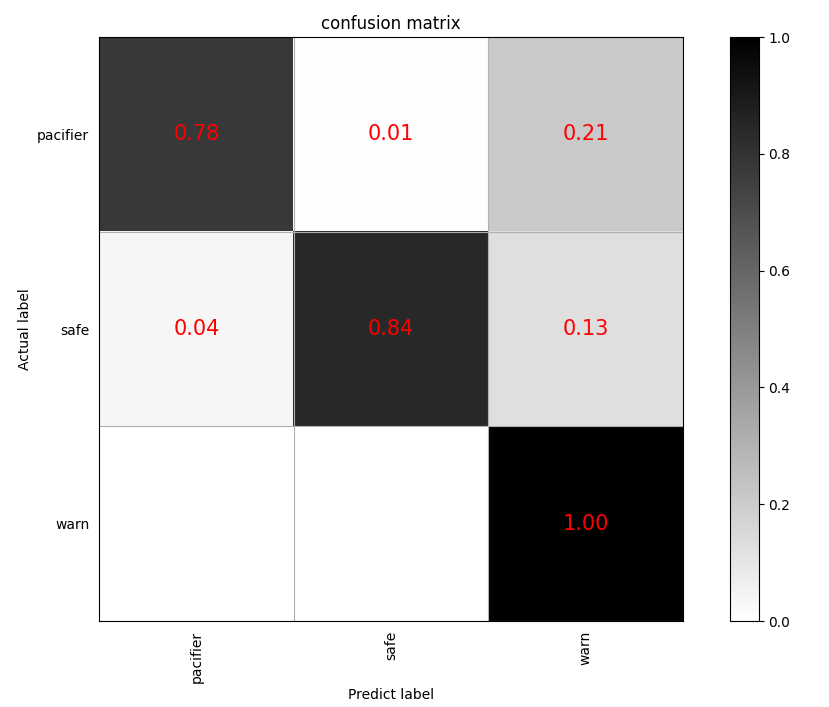 confusion matrix
pacifier 0.78 0.01 0.21
safe 0.04 0.84 0.13
warn 1.00
Actual label
pacifier safe warn
Predict label
1.0
0.8
0.6
0.4
0.2
0.0